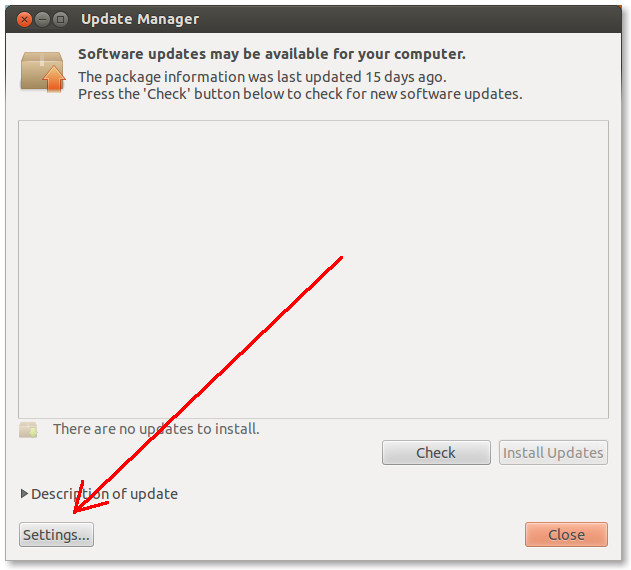 Update Manager
Software updates may be available for your computer.
The package information was last updated 15 days ago.
Press the 'Check' button below to check for new software updates.
There are no updates to install.
Check
Install Updates
Description of update
Settings...
Close